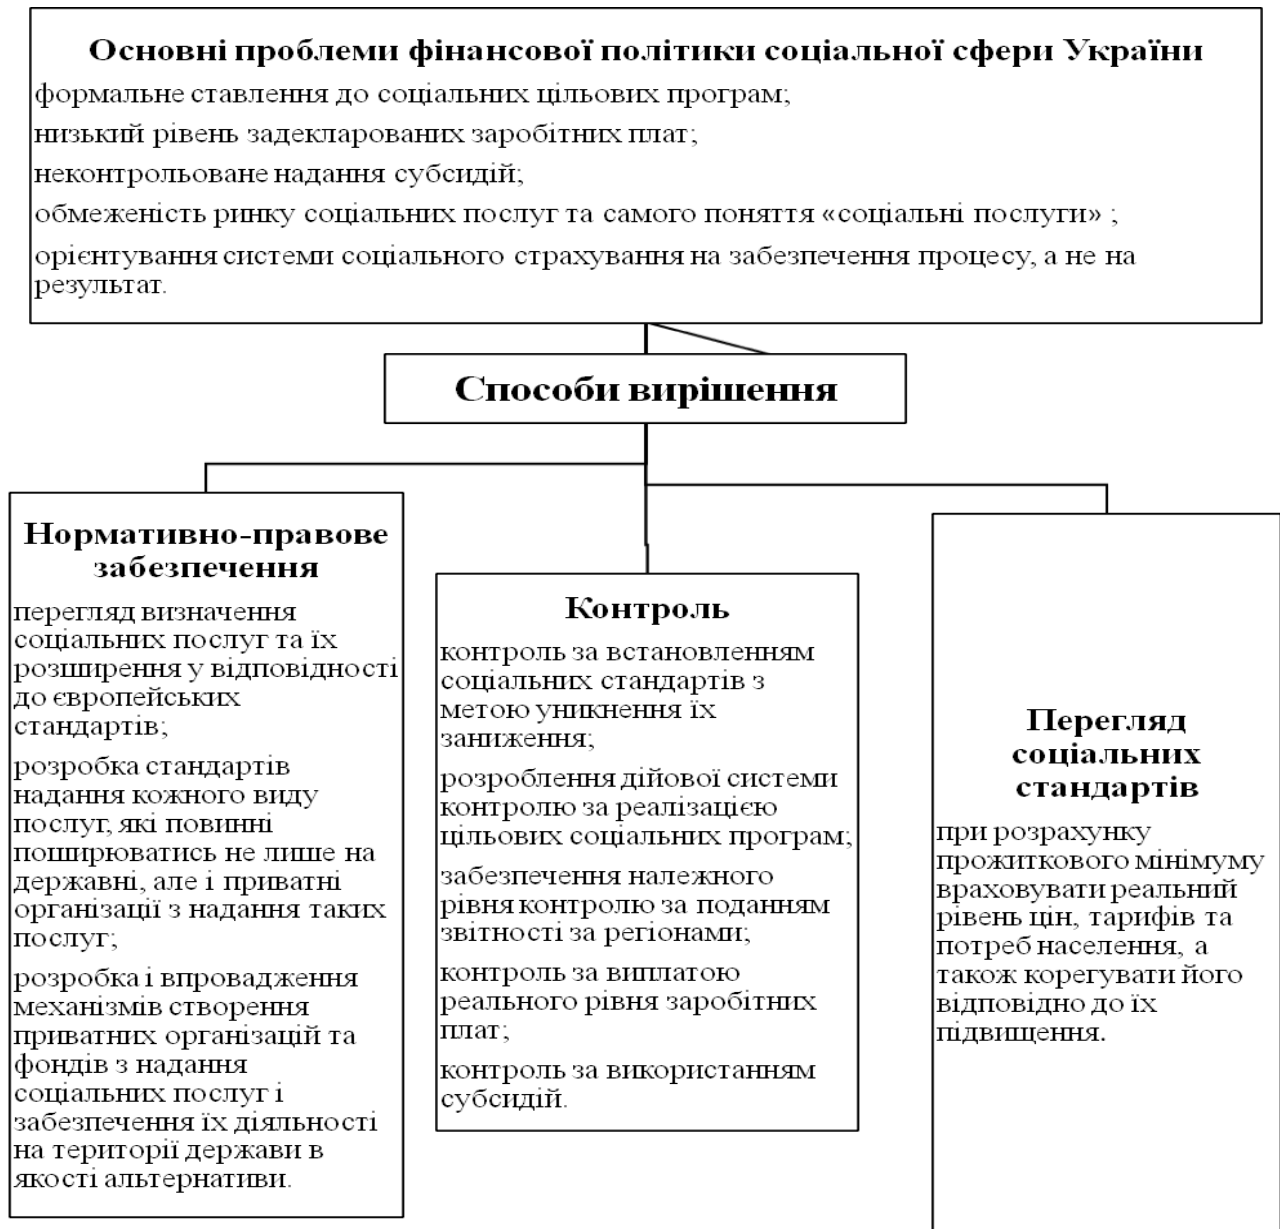 Основні проблеми фінансової політики соціальної сфери України
формальне ставлення до соціальних цільових програм;
низький рівень задекларованих заробітних плат;
неконтрольоване надання субсидій;
обмеженість ринку соціальних послуг та самого поняття «соціальні послуги» ;
орієнтування системи соціального страхування на забезпечення процесу, а не на
результат.
Способи вирішення
Нормативно-правове
забезпечення
перегляд визначення
соціальних послуг та їх
розширення у відповідності
до європейських
стандартів;
розробка стандартів
надання кожного виду
послуг, які повинні
поширюватись не лише на
державні, але і приватні
організації з надання таких
послуг;
розробка і впровадження
механізмів створення
приватних організацій та
фондів з надання
соціальних послуг і
забезпечення їх діяльності
на території держави в
якості альтернативи.
Контроль
контроль за встановленням
соціальних стандартів з
метою уникнення їх
заниження;
розроблення дійової системи
контролю за реалізацією
цільових соціальних програм;
забезпечення належного
рівня контролю за поданням
звітності за регіонами;
контроль за виплатою
реального рівня заробітних
плат;
контроль за використанням
субсидій.
Перегляд
соціальних
стандартів
при розрахунку
прожиткового мінімуму
враховувати реальний
рівень цін, тарифів та
потреб населення, а
також корегувати його
відповідно до їх
підвищення.